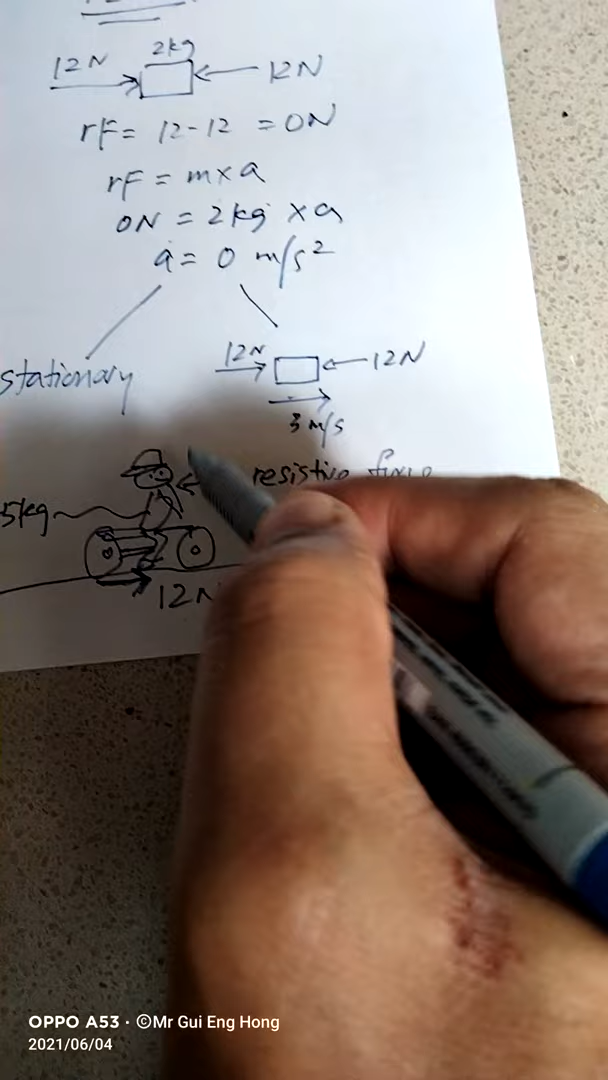 2kg
12N 12N
rF = 12-12 = 0N
rF = m x a
0N = 2kg x a
a = 0 m/s²
12N 12N
stationary
3 m/s
resistive force
5kg
12N
OPPO A53 · ©Mr Gui Eng Hong
2021/06/04